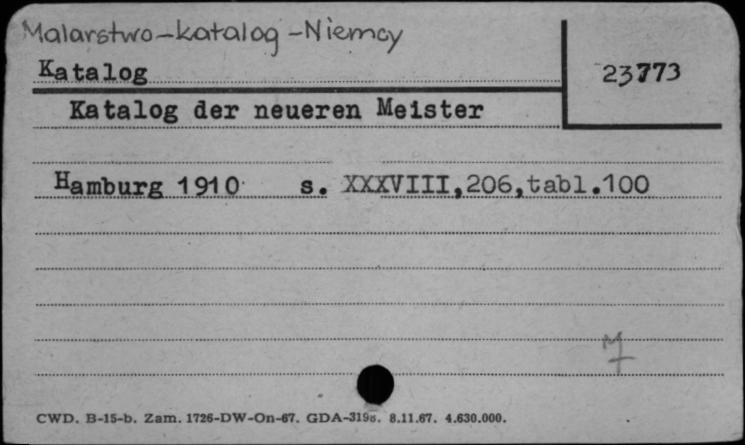 Malarstwo-katalog-Niemcy
Katalog
23773
Katalog der neueren Meister
Hamburg 1910 s. XXXVIII,206,tabl.100
M
CWD. B-15-b. Zam. 1726-DW-On-67. GDA-319 8.11.67. 4.630.000.